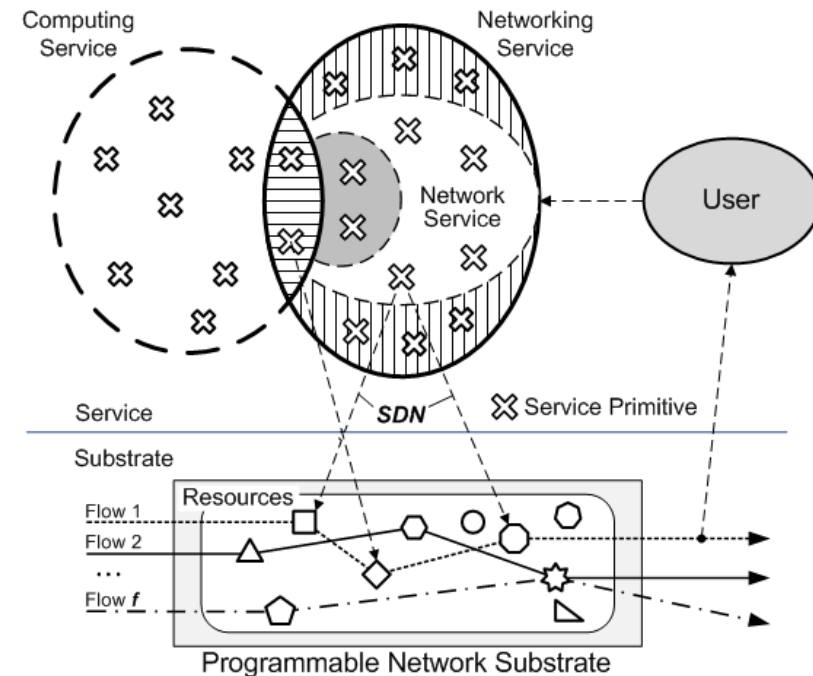 Computing
Service
Networking
Service
Network
Service
User
SDN
Service Primitive
Service
Substrate
Resources
Flow 1
Flow 2
...
Flow f
Programmable Network Substrate